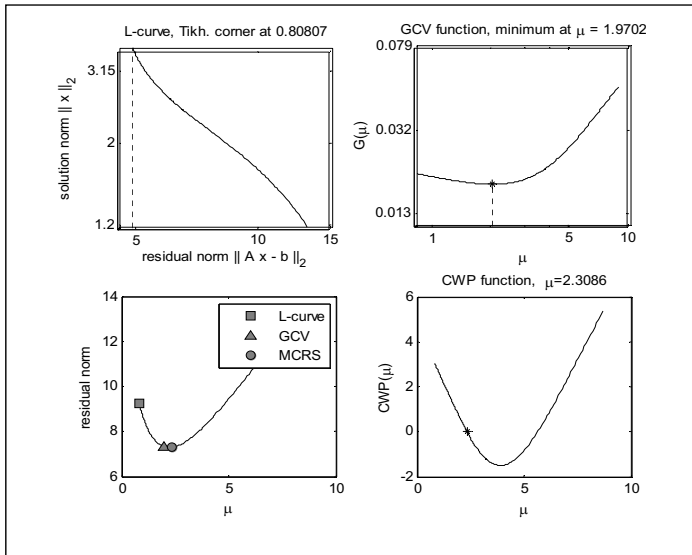 L-curve, Tikh. corner at 0.80807
solution norm || x ||2
3.15
2
1.2
5
10
15
residual norm || A x - b ||2
GCV function, minimum at μ = 1.9702
G(μ)
0.079
0.032
0.013
1
5
10
μ
residual norm
14
12
10
8
6
0
5
10
μ
L-curve
GCV
MCRS
CWP function, μ=2.3086
CWP(μ)
6
4
2
0
-2
0
5
10
μ